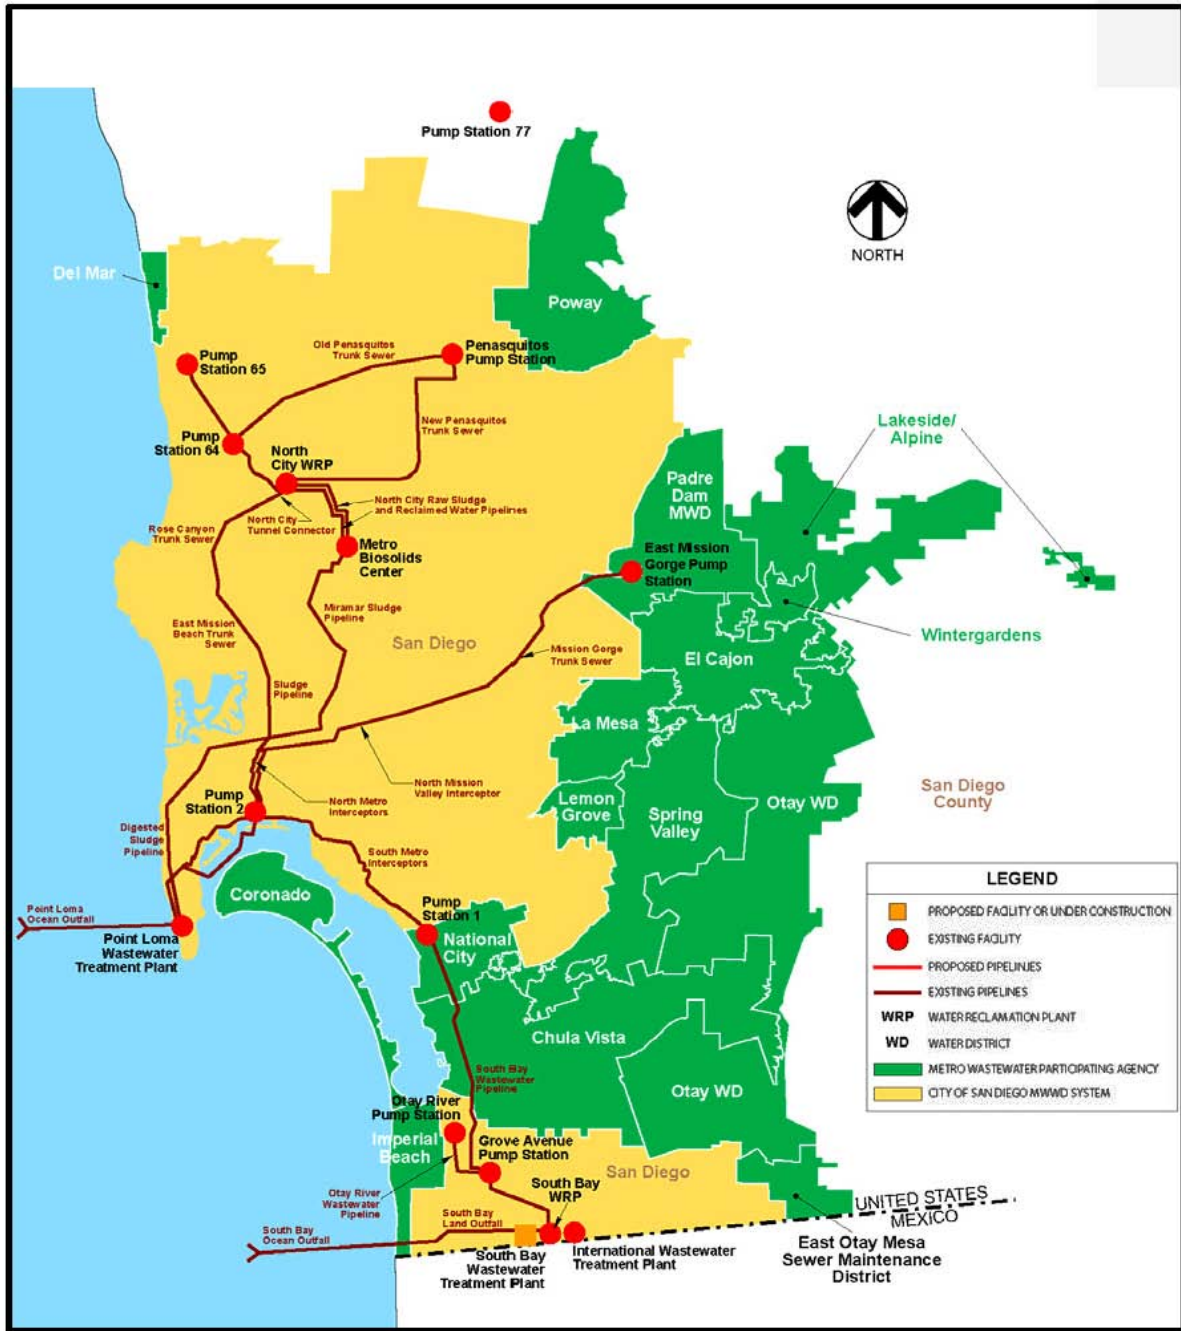 Pump Station 77
NORTH
Del Mar
Poway
Pump
Station 65
Old Penasquitos
Trunk Sewer
Penasquitos
Pump Station
New Penasquitos
Trunk Sewer
Pump
Station 64
North
City WRP
Lakeside/
Alpine
Padre
Dam
MWD
North City Raw Sludge
and Reclaimed Water Pipelines
North City
Tunnel Connector
Rose Canyon
Trunk Sewer
Metro
Biosolids
Center
East Mission
Gorge Pump
Station
Miramar Sludge
Pipeline
East Mission
Beach Trunk
Sewer
San Diego
Wintergardens
Mission Gorge
Trunk Sewer
El Cajon
Sludge
Pipeline
La Mesa
North Mission
Valley Interceptor
San Diego
County
Pump
Station 2
North Metro
Interceptors
Lemon
Grove
Spring
Valley
Otay WD
Digested
Sludge
Pipeline
South Metro
Interceptors
Coronado
Point Loma
Ocean Outfall
Point Loma
Wastewater
Treatment Plant
Pump
Station 1
National
City
LEGEND
PROPOSED FACILITY OR UNDER CONSTRUCTION
EXISTING FACILITY
PROPOSED PIPELINJES
EXISTING PIPELINES
WRP WATER RECLAMATION PLANT
WD WATER DISTRICT
METRO WASTEWATER PARTICIPATING AGENCY
CITY OF SAN DIEGO MWWD SYSTEM
Chula Vista
South Bay
Wastewater
Pipeline
Otay WD
Otay River
Pump Station
Imperial
Beach
Grove Avenue
Pump Station
San Diego
Otay River
Wastewater
Pipeline
South Bay
WRP
South Bay
Land Outfall
South Bay
Ocean Outfall
UNITED STATES
MEXICO
South Bay
Wastewater
Treatment Plant
International Wastewater
Treatment Plant
East Otay Mesa
Sewer Maintenance
District